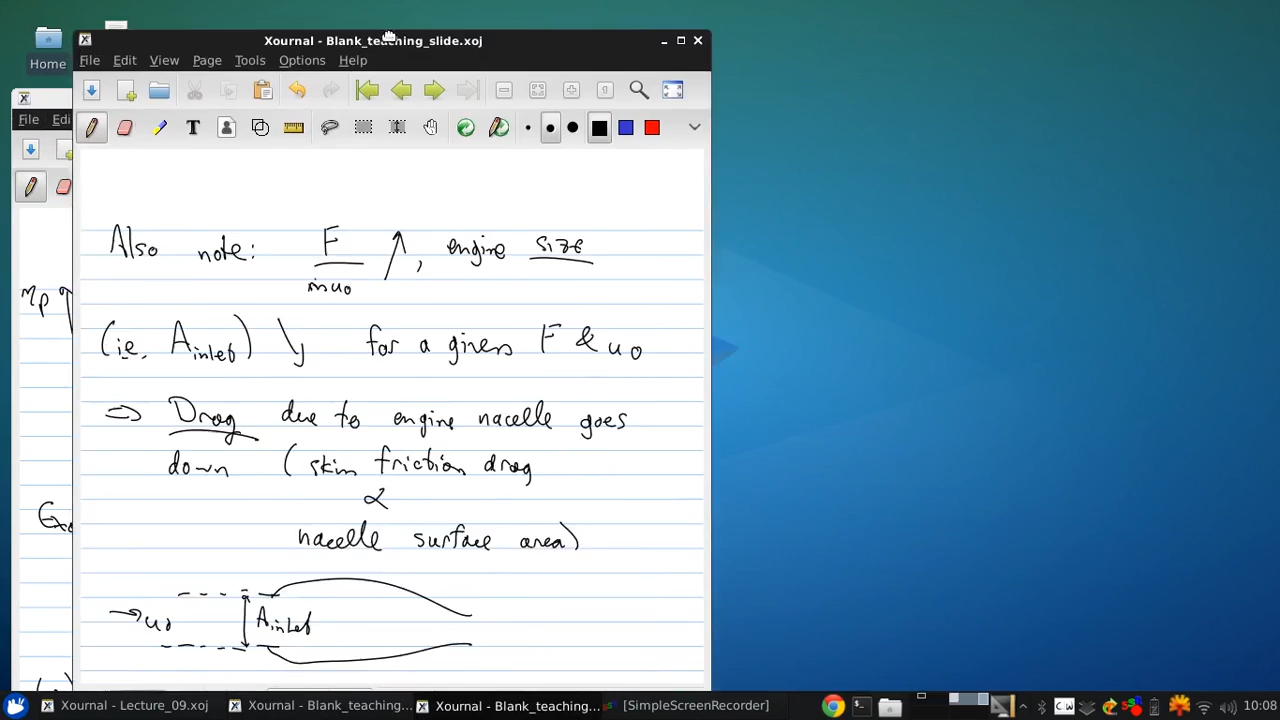 Home
Xournal - Blank_teaching_slide.xoj
File Edit View Page Tools Options Help
File Edi
T
Also note: F ↗, engine size
ṁu₀
(i.e. A_inlet) ↘ for a given F & u₀
ηp ↑
⇒ Drag due to engine nacelle goes
down (skin friction drag
∝
nacelle surface area)
→ u₀ A_inlet
Xournal - Lecture_09.xoj
Xournal - Blank_teaching...
Xournal - Blank_teaching...
[SimpleScreenRecorder]
10:08